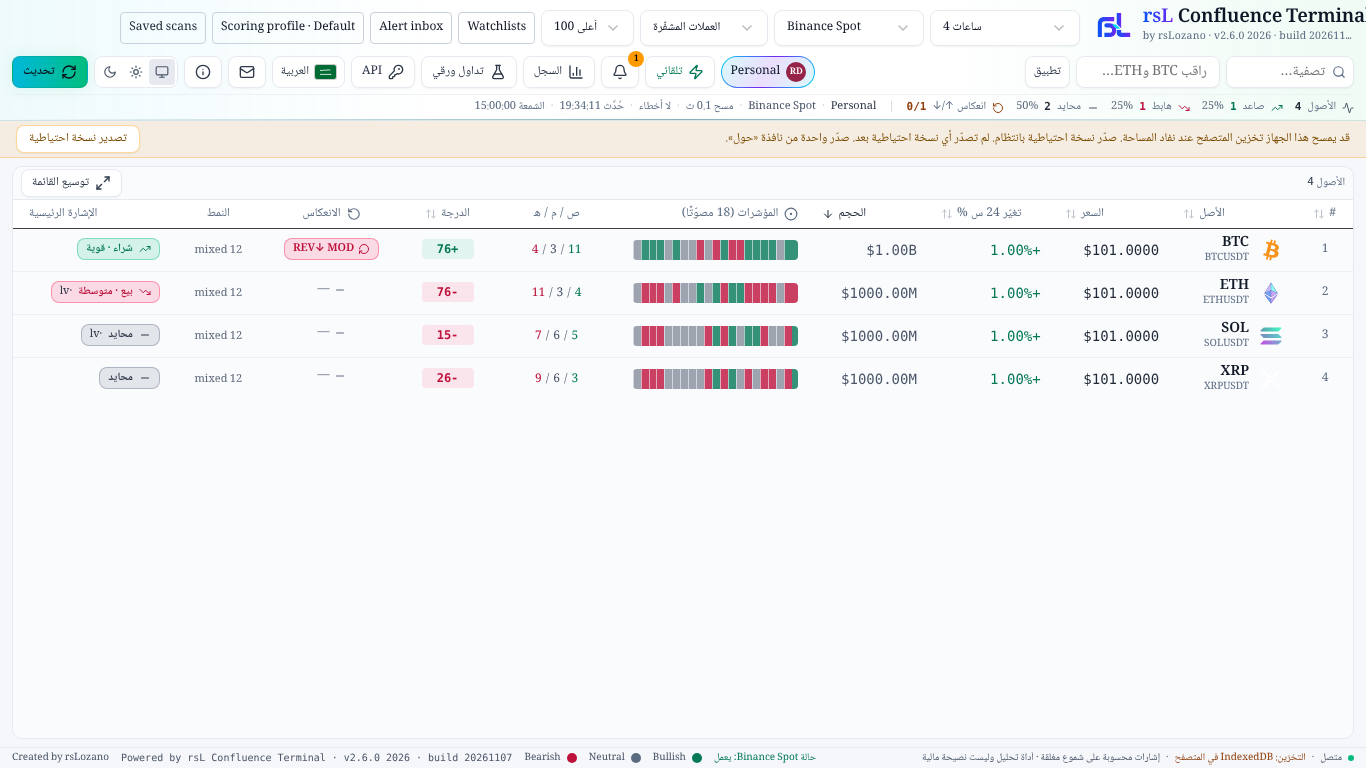 rsL Confluence Termina
by rsLozano · v2.6.0 2026 · build 202611…
4 ساعات
Binance Spot
العملات المشفّرة
أعلى 100
Watchlists
Alert inbox
Scoring profile · Default
Saved scans
تصفية…
راقب BTC وETH…
تطبيق
RD Personal
تلقائي
1
السجل
تداول ورقي
API
العربية
تحديث
الأصول 4 صاعد 1 25% هابط 1 25% محايد 2 50% انعكاس ↑/↓ 0/1 Personal · Binance Spot · مسح 0,1 ث · لا أخطاء · حُدّث 19:34:11 · الشمعة 15:00:00
قد يمسح هذا الجهاز تخزين المتصفح عند نفاد المساحة. صدّر نسخة احتياطية بانتظام. لم تصدّر أي نسخة احتياطية بعد. صدّر واحدة من نافذة «حول».
تصدير نسخة احتياطية
الأصول 4
توسيع القائمة
# الأصل السعر تغيّر 24 س % الحجم المؤشرات (18 مصوّتًا) ص / م / ه الدرجة الانعكاس النمط الإشارة الرئيسية
1 BTC $101.0000 1.00%+ $1.00B 11 / 3 / 4 76+ REV↓ MOD mixed 12 شراء · قوية
BTCUSDT
2 ETH $101.0000 1.00%+ $1000.00M 4 / 3 / 11 76- — — mixed 12 بيع · متوسطة ·lv
ETHUSDT
3 SOL $101.0000 1.00%+ $1000.00M 5 / 6 / 7 15- — — mixed 12 محايد ·lv
SOLUSDT
4 XRP $101.0000 1.00%+ $1000.00M 3 / 6 / 9 26- — — mixed 12 محايد
XRPUSDT
متصل · التخزين: IndexedDB في المتصفح · إشارات محسوبة على شموع مغلقة · أداة تحليل وليست نصيحة مالية
حالة Binance Spot: يعمل
Bullish Neutral Bearish
Powered by rsL Confluence Terminal · v2.6.0 2026 · build 20261107
Created by rsLozano